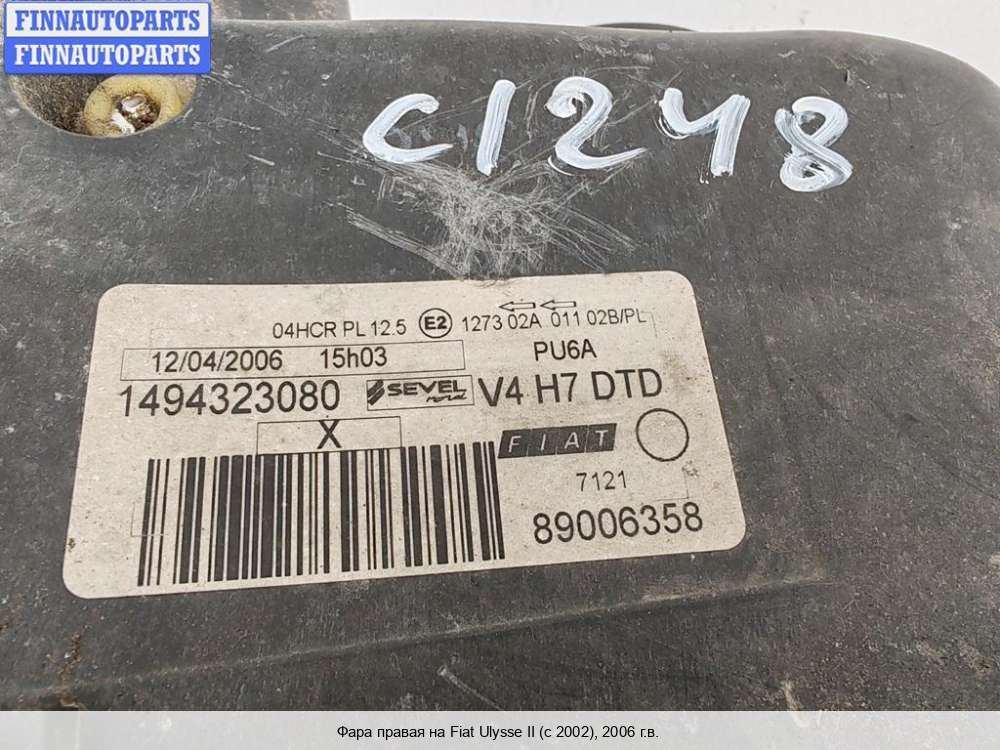 FINNAUTOPARTS
FINNAUTOPARTS
C1248
04HCR PL 12.5 E2 1273 02A 011 02B/PL
12/04/2006 15h03 PU6A
1494323080 SEVEL V4 H7 DTD
X FIAT
7121
89006358
Фара правая на Fiat Ulysse II (с 2002), 2006 г.в.